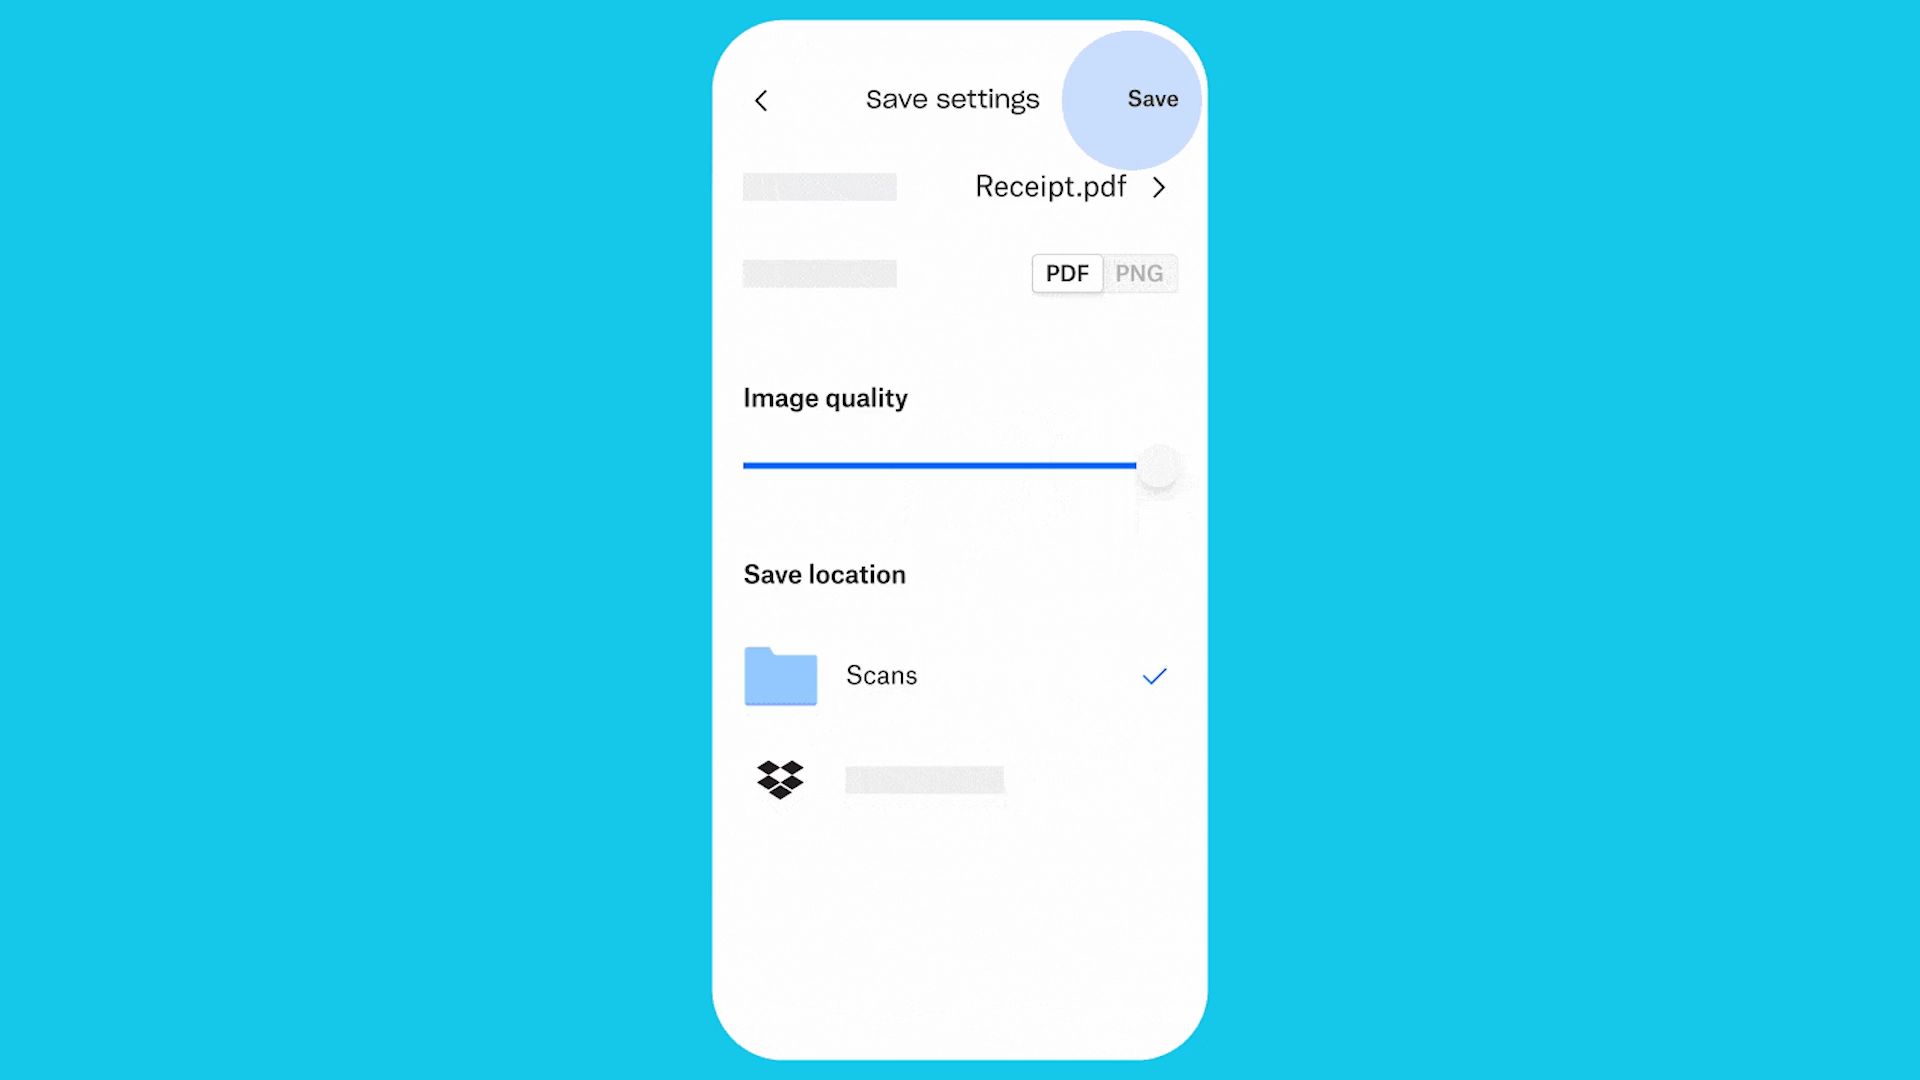 Save settings
Save
Receipt.pdf
PDF PNG
Image quality
Save location
Scans